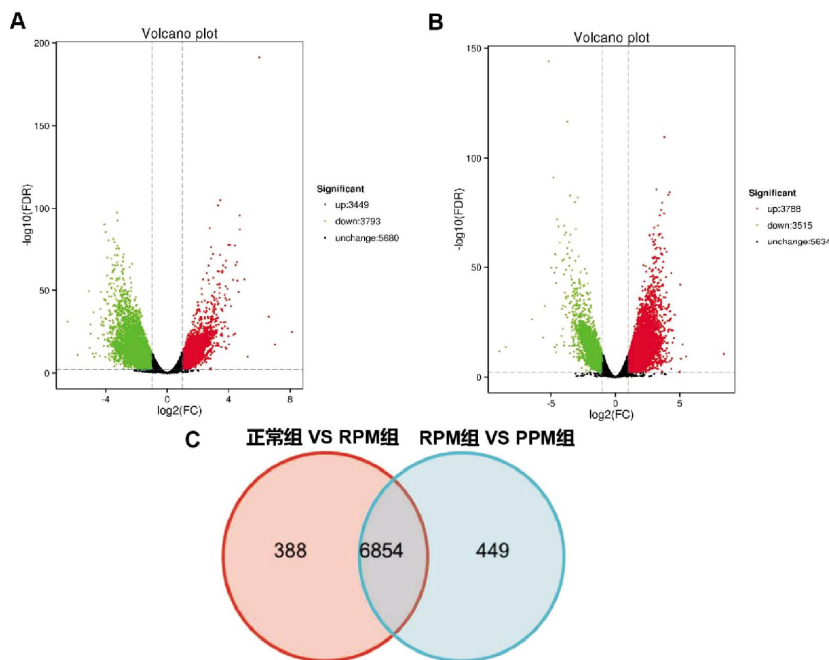 A
Volcano plot
200
150
100
50
0
-log10(FDR)
-4
0
4
8
log2(FC)
Significant
up:3449
down:3793
unchange:5680
B
Volcano plot
150
100
50
0
-log10(FDR)
-5
0
5
log2(FC)
Significant
up:3788
down:3515
unchange:5634
C
正常组 VS RPM组
RPM组 VS PPM组
388
6854
449